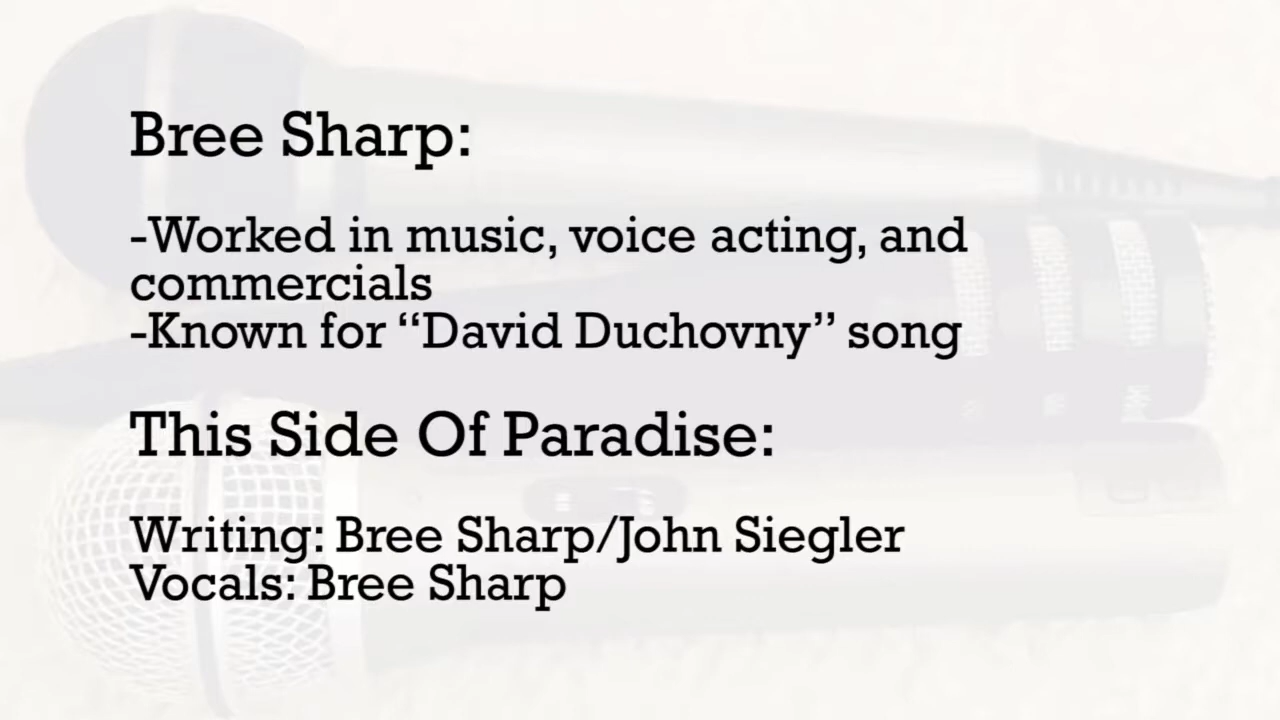 Bree Sharp:
-Worked in music, voice acting, and
commercials
-Known for “David Duchovny” song
This Side Of Paradise:
Writing: Bree Sharp/John Siegler
Vocals: Bree Sharp